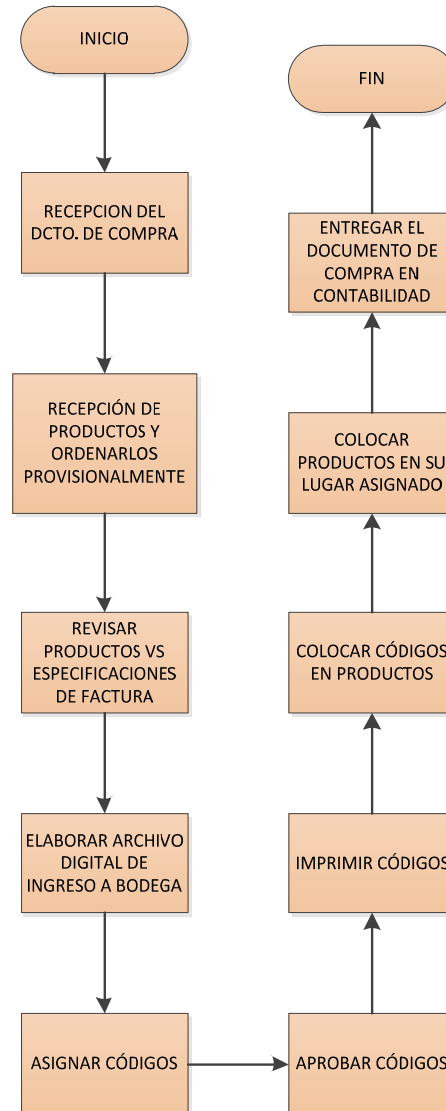 INICIO
RECEPCION DEL
DCTO. DE COMPRA
RECEPCIÓN DE
PRODUCTOS Y
ORDENARLOS
PROVISIONALMENTE
REVISAR
PRODUCTOS VS
ESPECIFICACIONES
DE FACTURA
ELABORAR ARCHIVO
DIGITAL DE
INGRESO A BODEGA
ASIGNAR CÓDIGOS
APROBAR CÓDIGOS
IMPRIMIR CÓDIGOS
COLOCAR CÓDIGOS
EN PRODUCTOS
COLOCAR
PRODUCTOS EN SU
LUGAR ASIGNADO
ENTREGAR EL
DOCUMENTO DE
COMPRA EN
CONTABILIDAD
FIN